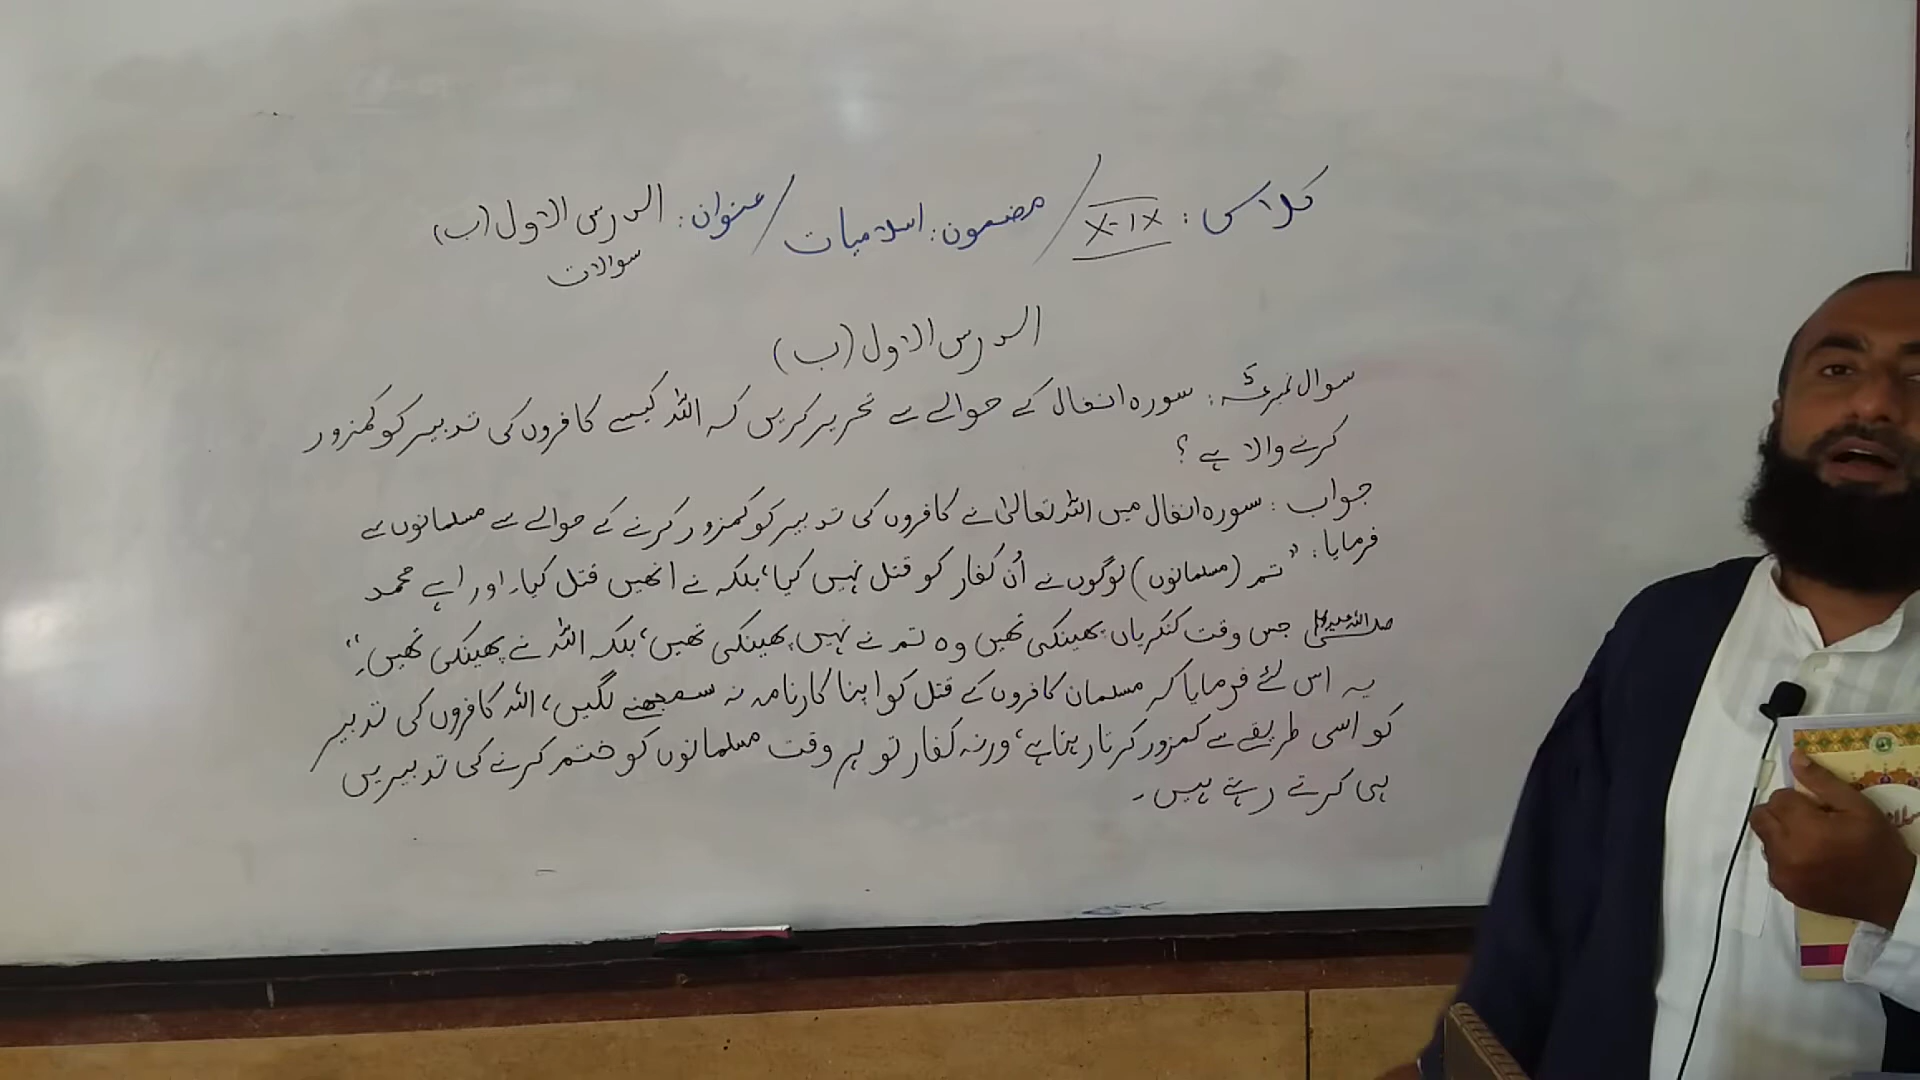 کلاس: X-IX / مضمون: اسلامیات / عنوان: الدرس الاول (ب)
سوالات
الدرس الاول (ب)
سوال نمبر ۵: سورہ انفال کے حوالے سے تحریر کریں کہ اللہ کیسے کافروں کی تدبیر کو کمزور
کرنے والا ہے ؟
جواب : سورہ انفال میں اللہ تعالیٰ نے کافروں کی تدبیر کو کمزور کرنے کے حوالے سے مسلمانوں سے
فرمایا: "تم (مسلمانوں) لوگوں نے اُن کفار کو قتل نہیں کیا، بلکہ نے انھیں قتل کیا۔ اور اے محمد
صلی اللہ علیہ وسلم جس وقت کنکریاں پھینکی تھیں وہ تم نے نہیں پھینکی تھیں، بلکہ اللہ نے پھینکی تھیں۔"
یہ اس لئے فرمایا کہ مسلمان کافروں کے قتل کو اپنا کارنامہ نہ سمجھنے لگیں، اللہ کافروں کی تدبیر
کو اسی طریقے سے کمزور کرتا رہتا ہے، ورنہ کفار تو ہر وقت مسلمانوں کو ختم کرنے کی تدبیریں
ہی کرتے رہتے ہیں۔